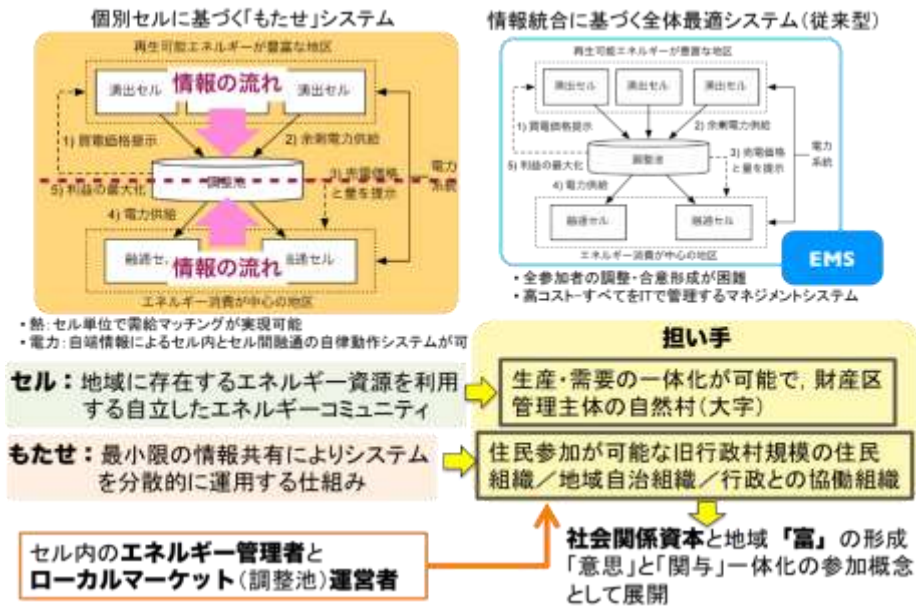 個別セルに基づく「もたせ」システム
再生可能エネルギーが豊富な地区
演出セル
演出セル
情報の流れ
1) 買電価格提示
2) 余剰電力供給
調整池
3) 売電価格
と量を提示
電力
系統
5) 利益の最大化
4) 電力供給
融通セ
融通セル
情報の流れ
エネルギー消費が中心の地区
・熱：セル単位で需給マッチングが実現可能
・電力：自端情報によるセル内とセル間融通の自律動作システムが可
情報統合に基づく全体最適システム（従来型）
再生可能エネルギーが豊富な地区
演出セル
演出セル
演出セル
1) 買電価格提示
2) 余剰電力供給
調整池
3) 売電価格
と量を提示
電力
系統
5) 利益の最大化
4) 電力供給
融通セル
融通セル
エネルギー消費が中心の地区
EMS
・全参加者の調整・合意形成が困難
・高コスト-すべてをITで管理するマネジメントシステム
担い手
セル：地域に存在するエネルギー資源を利用
する自立したエネルギーコミュニティ
生産・需要の一体化が可能で，財産区
管理主体の自然村（大字）
もたせ：最小限の情報共有によりシステム
を分散的に運用する仕組み
住民参加が可能な旧行政村規模の住民
組織／地域自治組織／行政との協働組織
セル内のエネルギー管理者と
ローカルマーケット（調整池）運営者
社会関係資本と地域「富」の形成
「意思」と「関与」一体化の参加概念
として展開